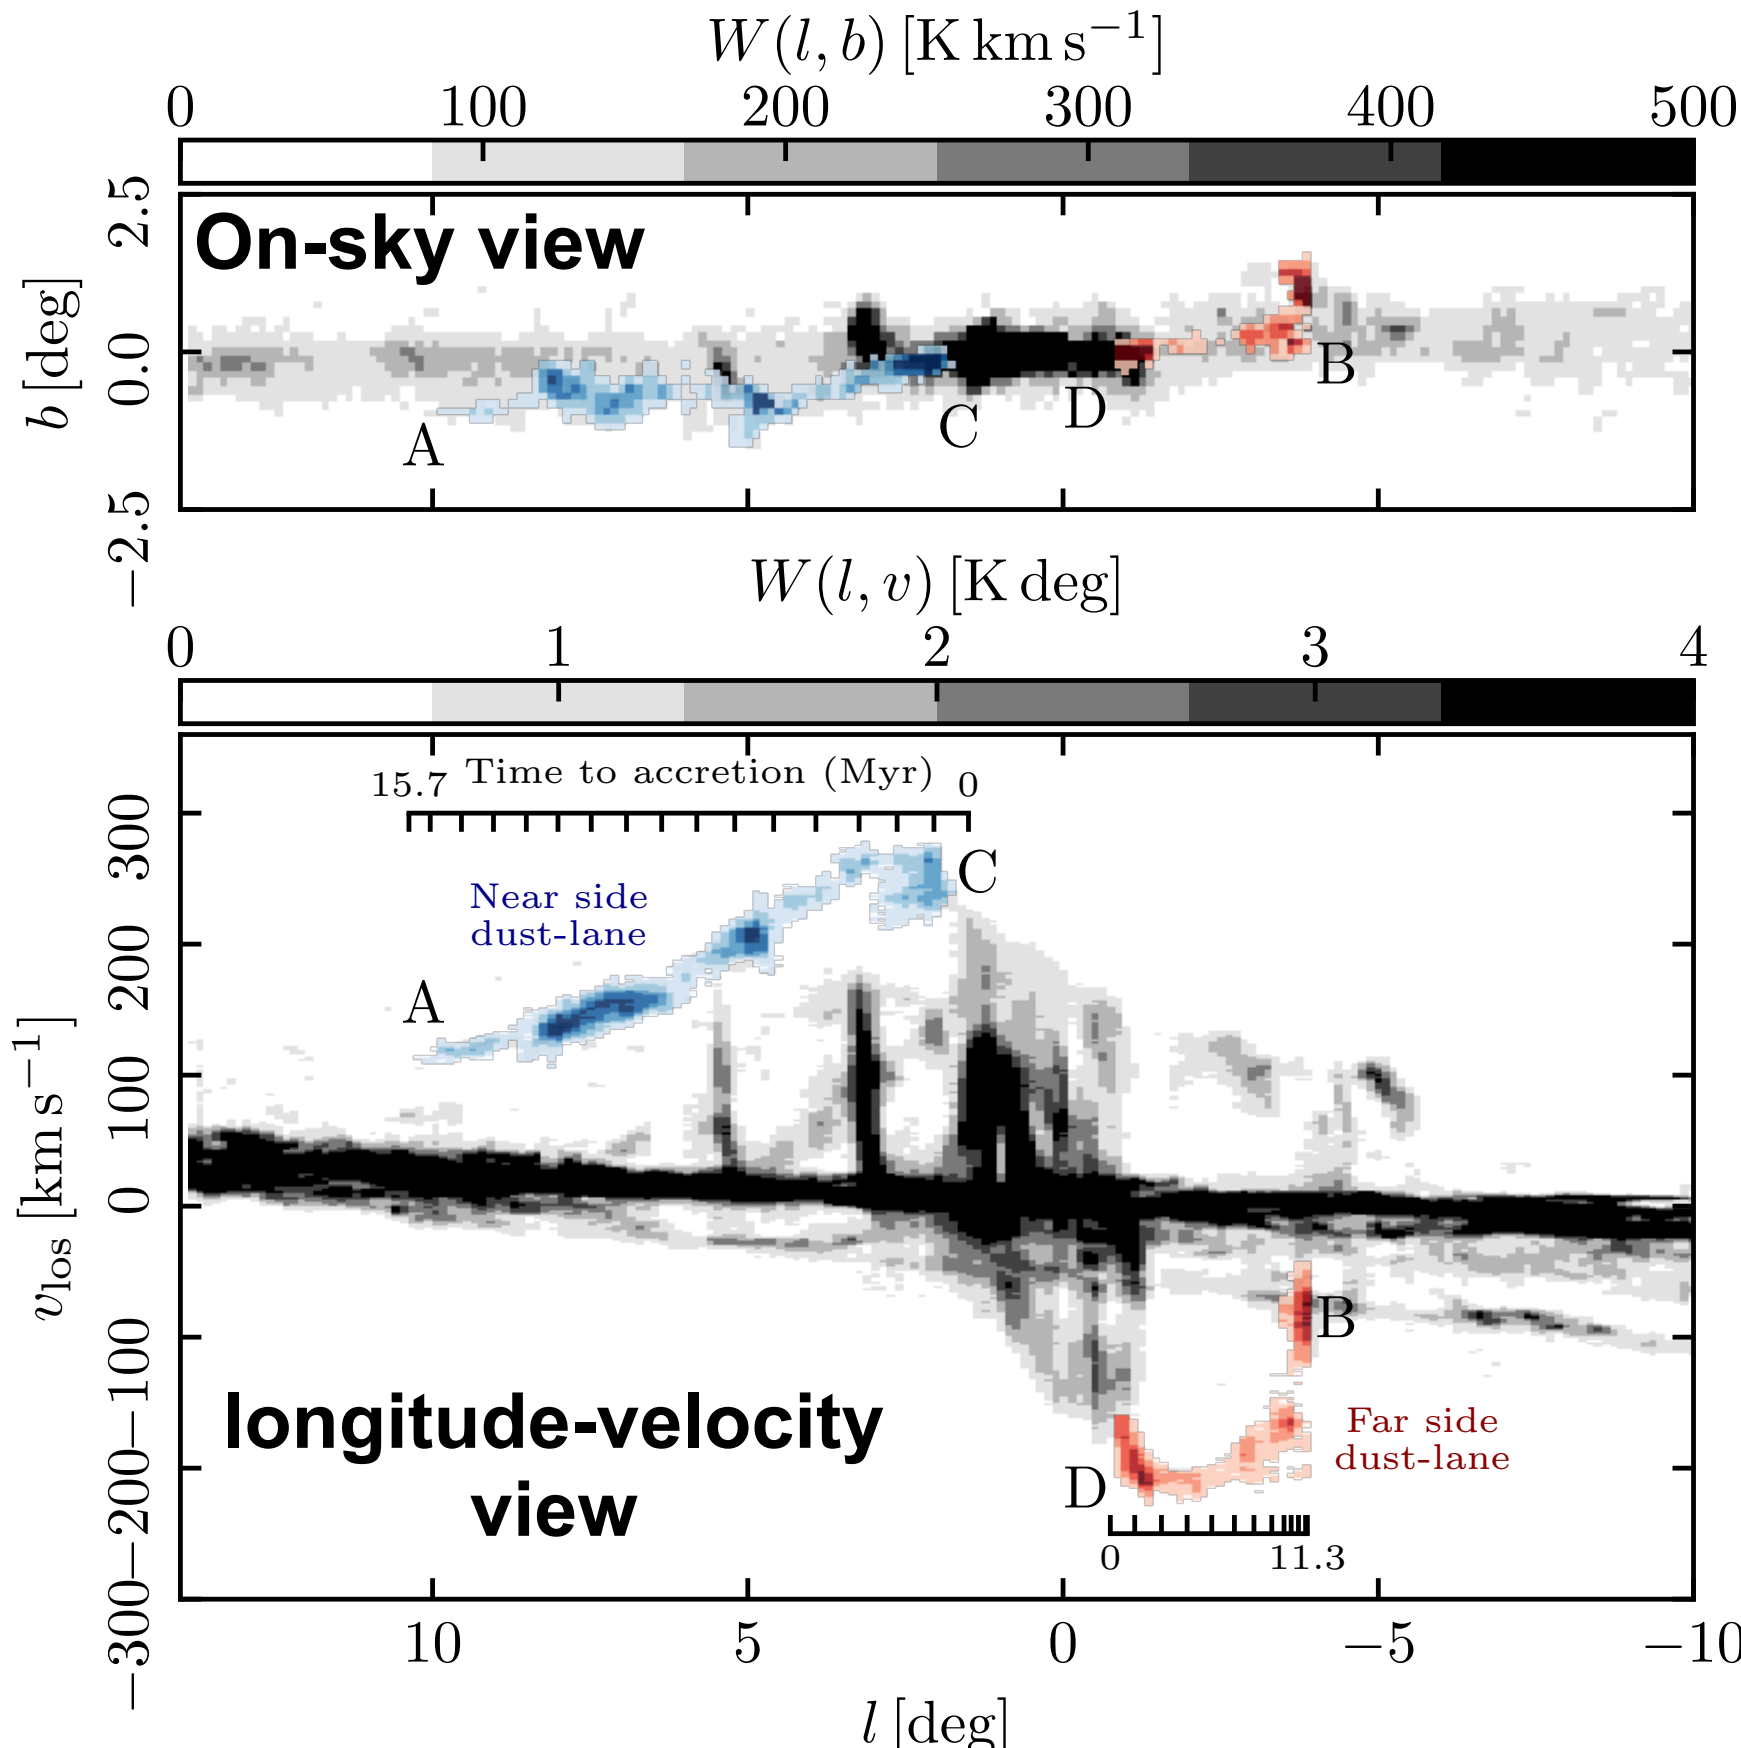 W(l, b) [K km s⁻¹]
0 100 200 300 400 500
On-sky view
b [deg]
2.5
0.0
−2.5
A
C
D
B
W(l, v) [K deg]
0 1 2 3 4
15.7 Time to accretion (Myr) 0
Near side
dust-lane
A
C
B
D
Far side
dust-lane
0 11.3
longitude-velocity
view
v_los [km s⁻¹]
300
200
100
0
−100
−200
−300
10 5 0 −5 −10
l [deg]